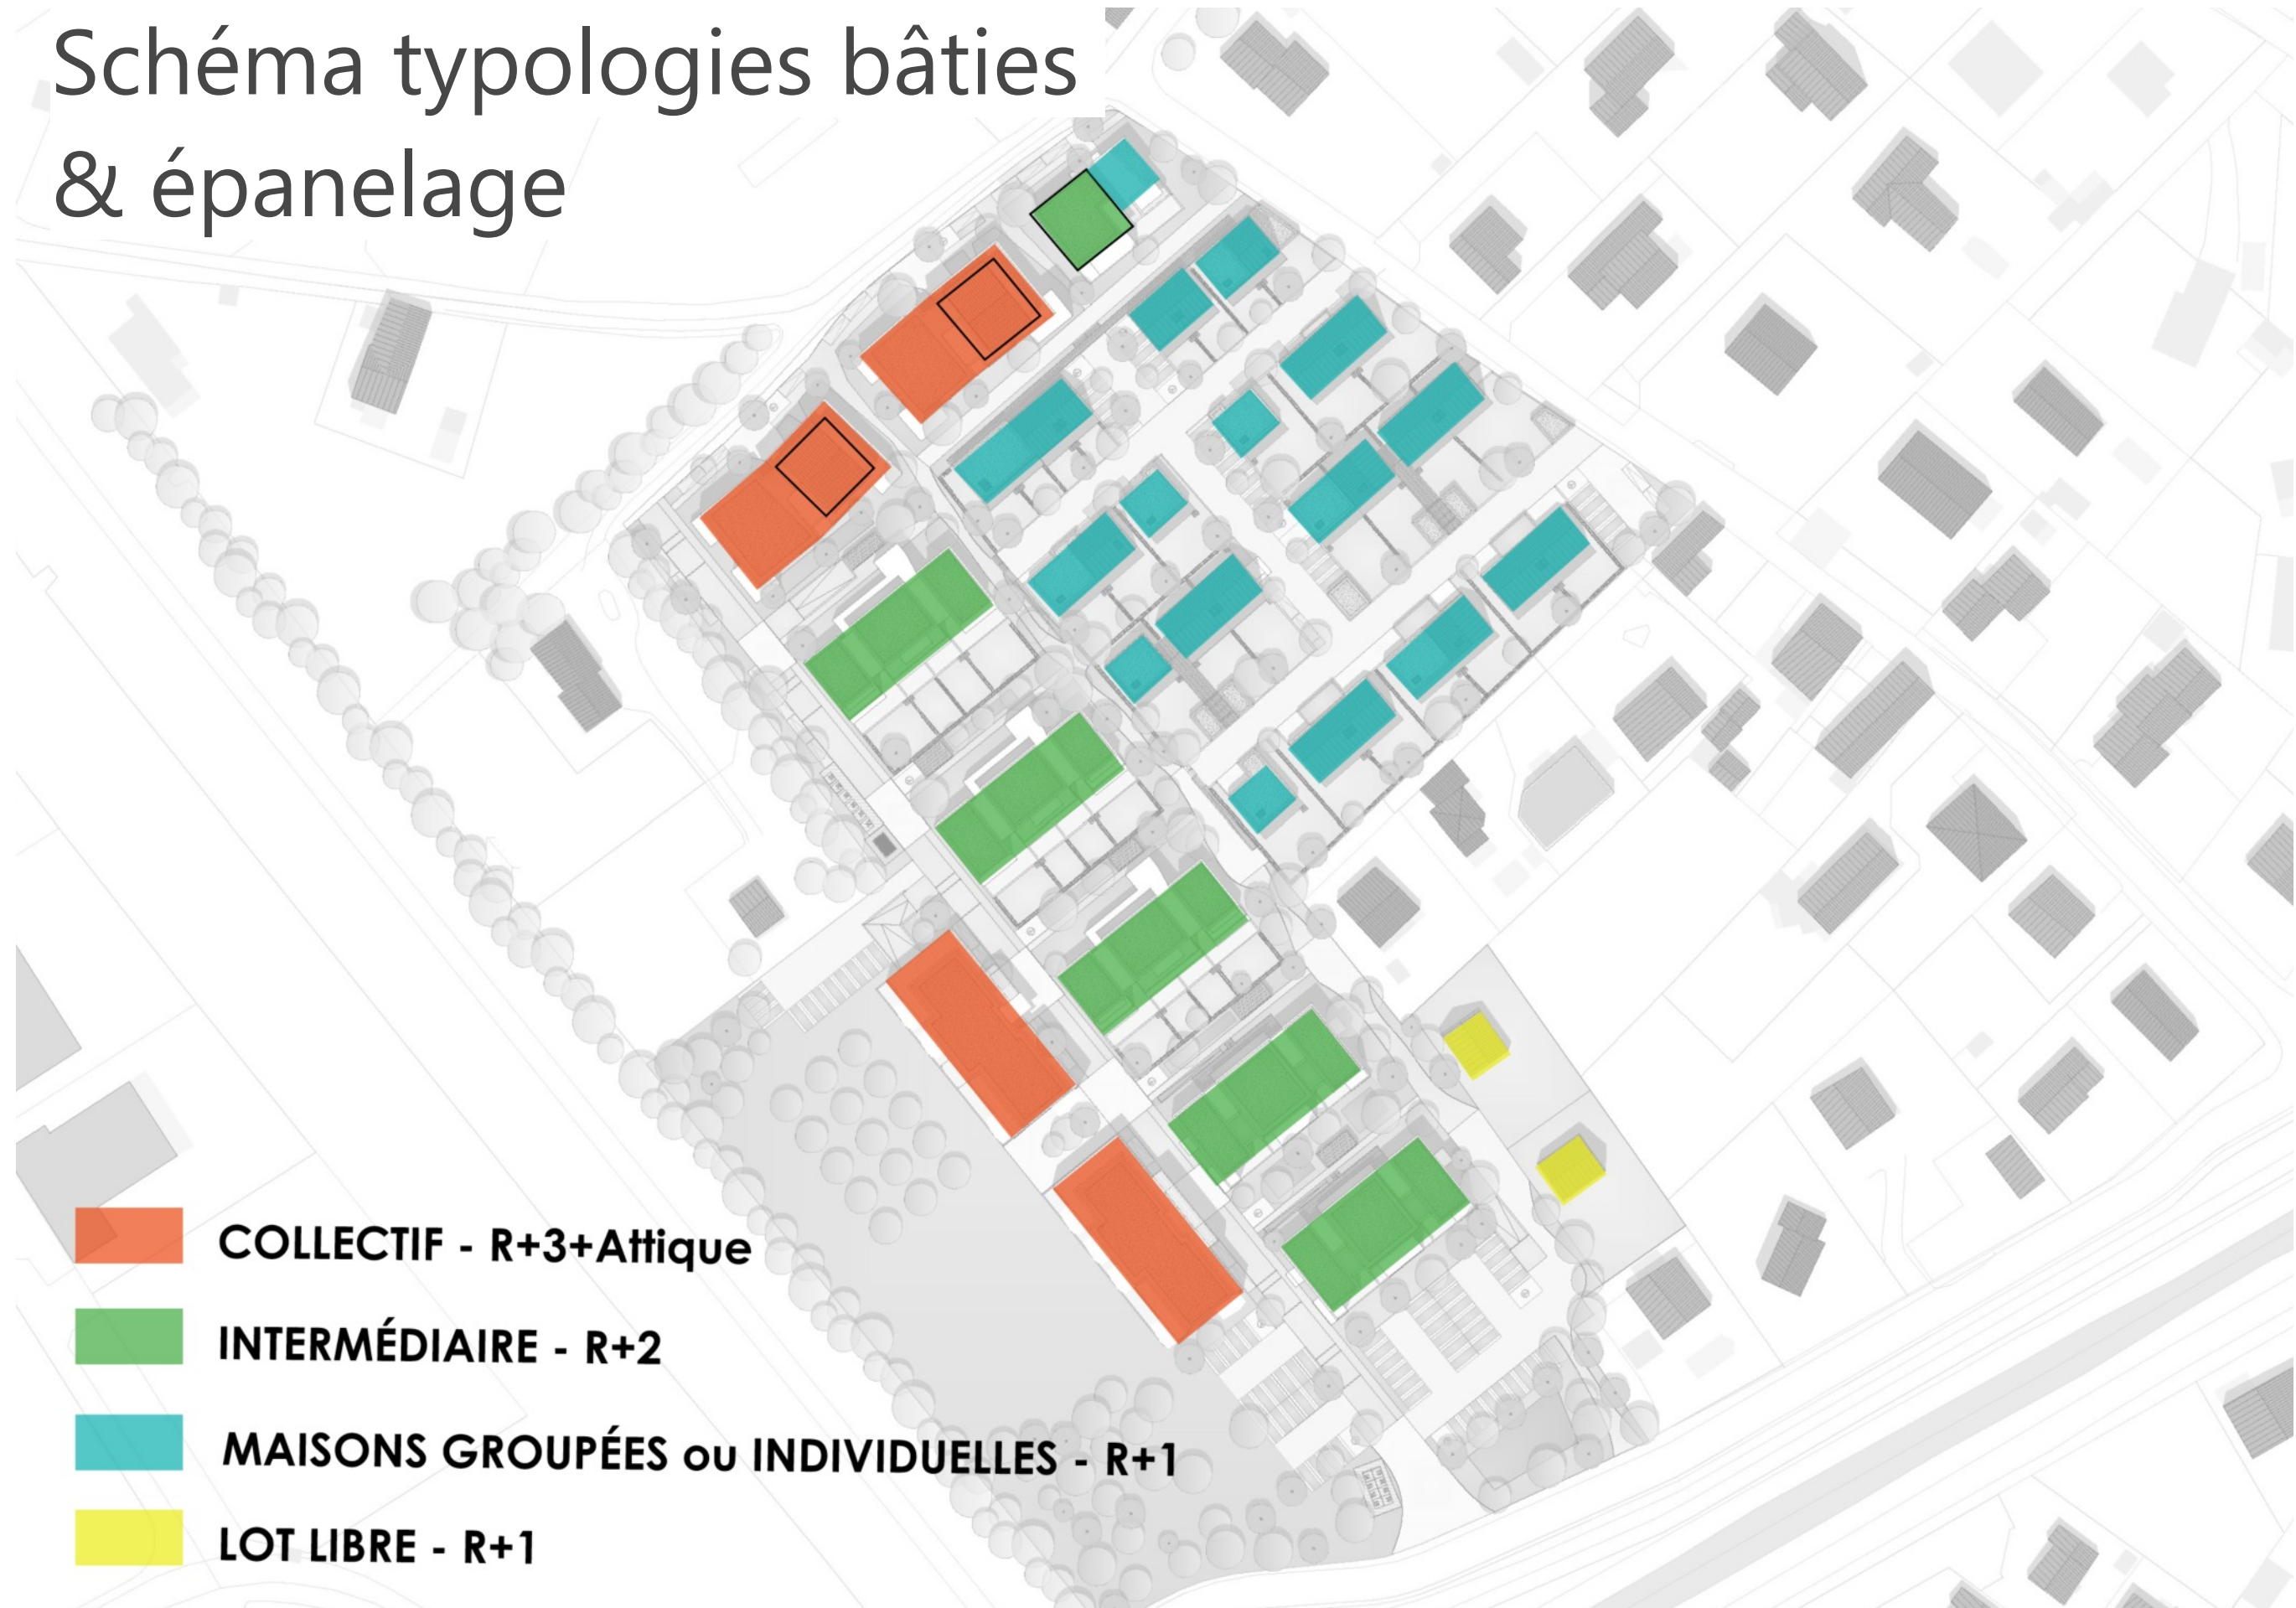 Schéma typologies bâties
& épanelage
COLLECTIF - R+3+Attique
INTERMÉDIAIRE - R+2
MAISONS GROUPÉES ou INDIVIDUELLES - R+1
LOT LIBRE - R+1